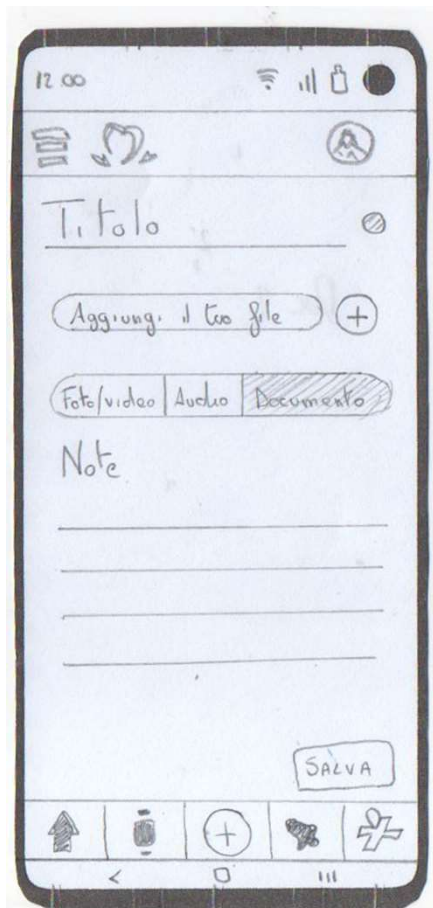 12 00
Titolo
Aggiungi il tuo file
Foto/video Audio Documento
Note
SALVA